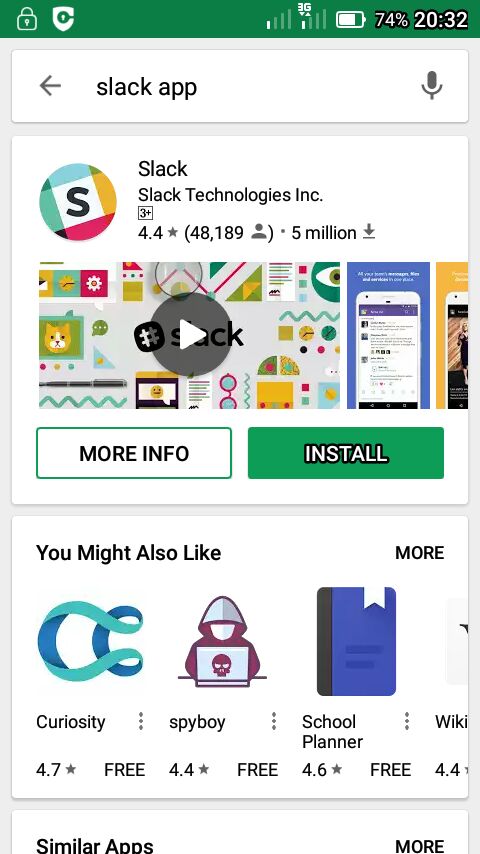 3G
74% 20:32
slack app
S
Slack
Slack Technologies Inc.
3+
4.4 ★ (48,189 ) • 5 million
slack
All your team's messages, files
and services in one place.
MORE INFO
INSTALL
You Might Also Like
MORE
Curiosity
spyboy
School
Planner
Wiki
4.7 ★ FREE
4.4 ★ FREE
4.6 ★ FREE
4.4
Similar Apps
MORE